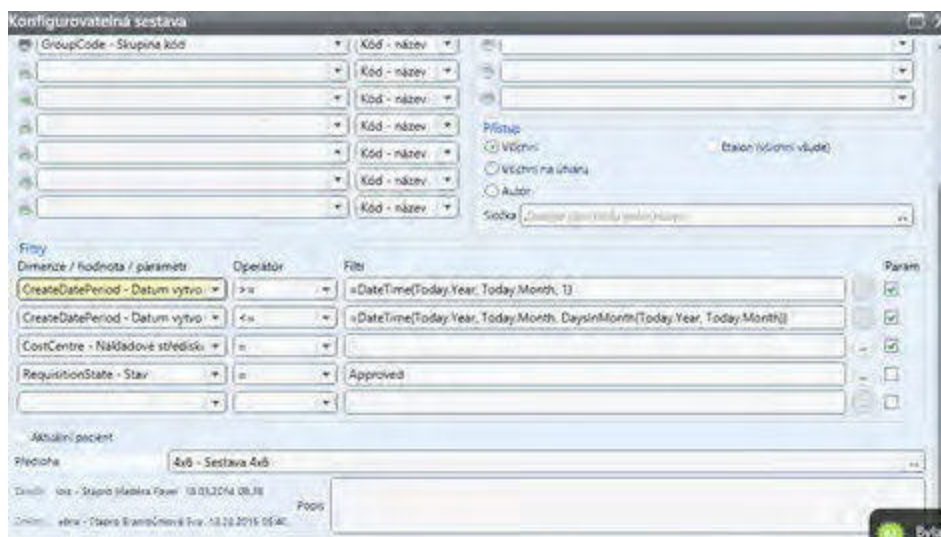 Konfigurovatelná sestava
GroupCode - Skupina kód Kód - název
Kód - název
Kód - název
Kód - název
Kód - název
Kód - název
Kód - název
Přístup
Všichni Etalon (všichni všude)
Všichni na útvaru
Autor
Složka
Filtry
Dimenze / hodnota / parametr Operátor Filtr Param
CreateDatePeriod - Datum vytvo >= =DateTime(Today.Year, Today.Month, 1)
CreateDatePeriod - Datum vytvo <= =DateTime(Today.Year, Today.Month, DaysInMonth(Today.Year, Today.Month))
CostCentre - Nákladové středisk =
RequisitionState - Stav = Approved
Aktuální pacient
Předloha 4x6 - Sestava 4x6
Stapro
Popis
Stapro